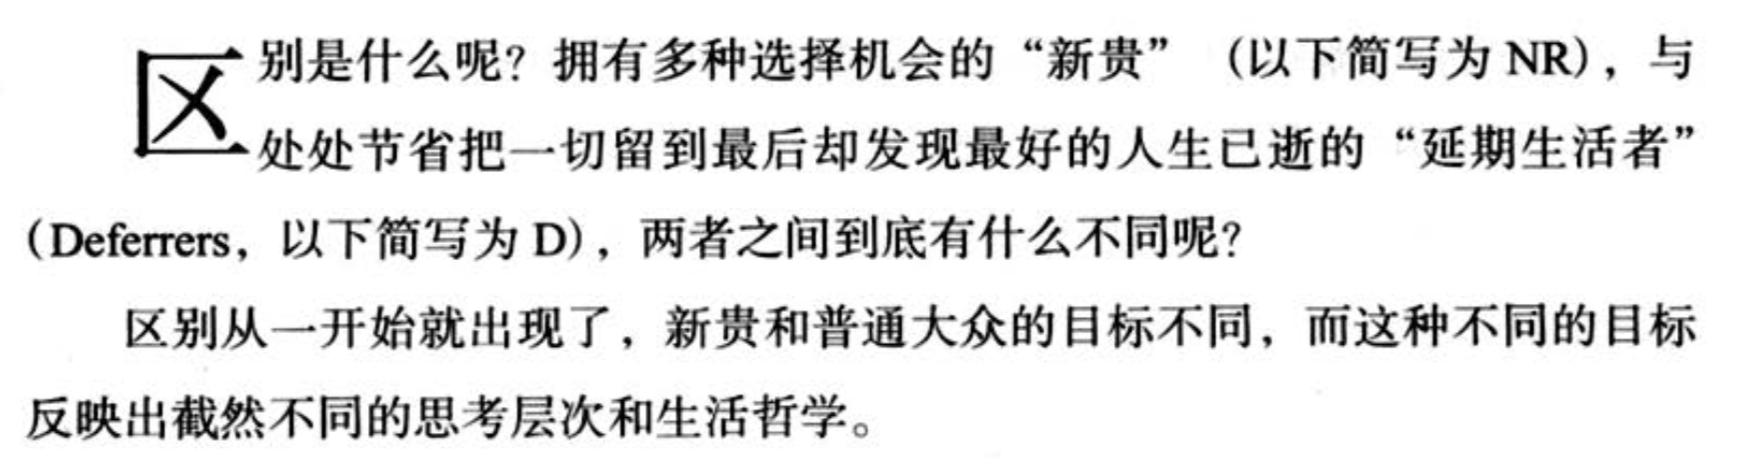 区别是什么呢？拥有多种选择机会的“新贵”（以下简写为 NR），与
处处节省把一切留到最后却发现最好的人生已逝的“延期生活者”
（Deferrers，以下简写为 D），两者之间到底有什么不同呢？
区别从一开始就出现了，新贵和普通大众的目标不同，而这种不同的目标
反映出截然不同的思考层次和生活哲学。